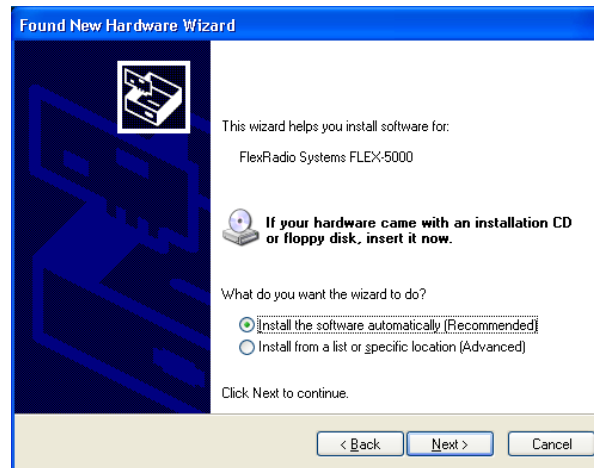 Found New Hardware Wizard
This wizard helps you install software for:
FlexRadio Systems FLEX-5000
If your hardware came with an installation CD
or floppy disk, insert it now.
What do you want the wizard to do?
Install the software automatically (Recommended)
Install from a list or specific location (Advanced)
Click Next to continue.
< Back Next > Cancel